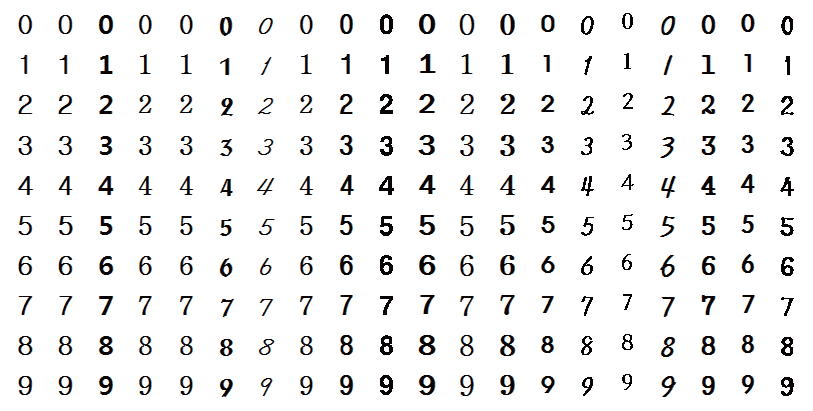 0 0 0 0 0 0 0 0 0 0 0 0 0 0 0 0 0 0 0 0
1 1 1 1 1 1 1 1 1 1 1 1 1 1 1 1 1 1 1 1
2 2 2 2 2 2 2 2 2 2 2 2 2 2 2 2 2 2 2 2
3 3 3 3 3 3 3 3 3 3 3 3 3 3 3 3 3 3 3 3
4 4 4 4 4 4 4 4 4 4 4 4 4 4 4 4 4 4 4 4
5 5 5 5 5 5 5 5 5 5 5 5 5 5 5 5 5 5 5 5
6 6 6 6 6 6 6 6 6 6 6 6 6 6 6 6 6 6 6 6
7 7 7 7 7 7 7 7 7 7 7 7 7 7 7 7 7 7 7 7
8 8 8 8 8 8 8 8 8 8 8 8 8 8 8 8 8 8 8 8
9 9 9 9 9 9 9 9 9 9 9 9 9 9 9 9 9 9 9 9